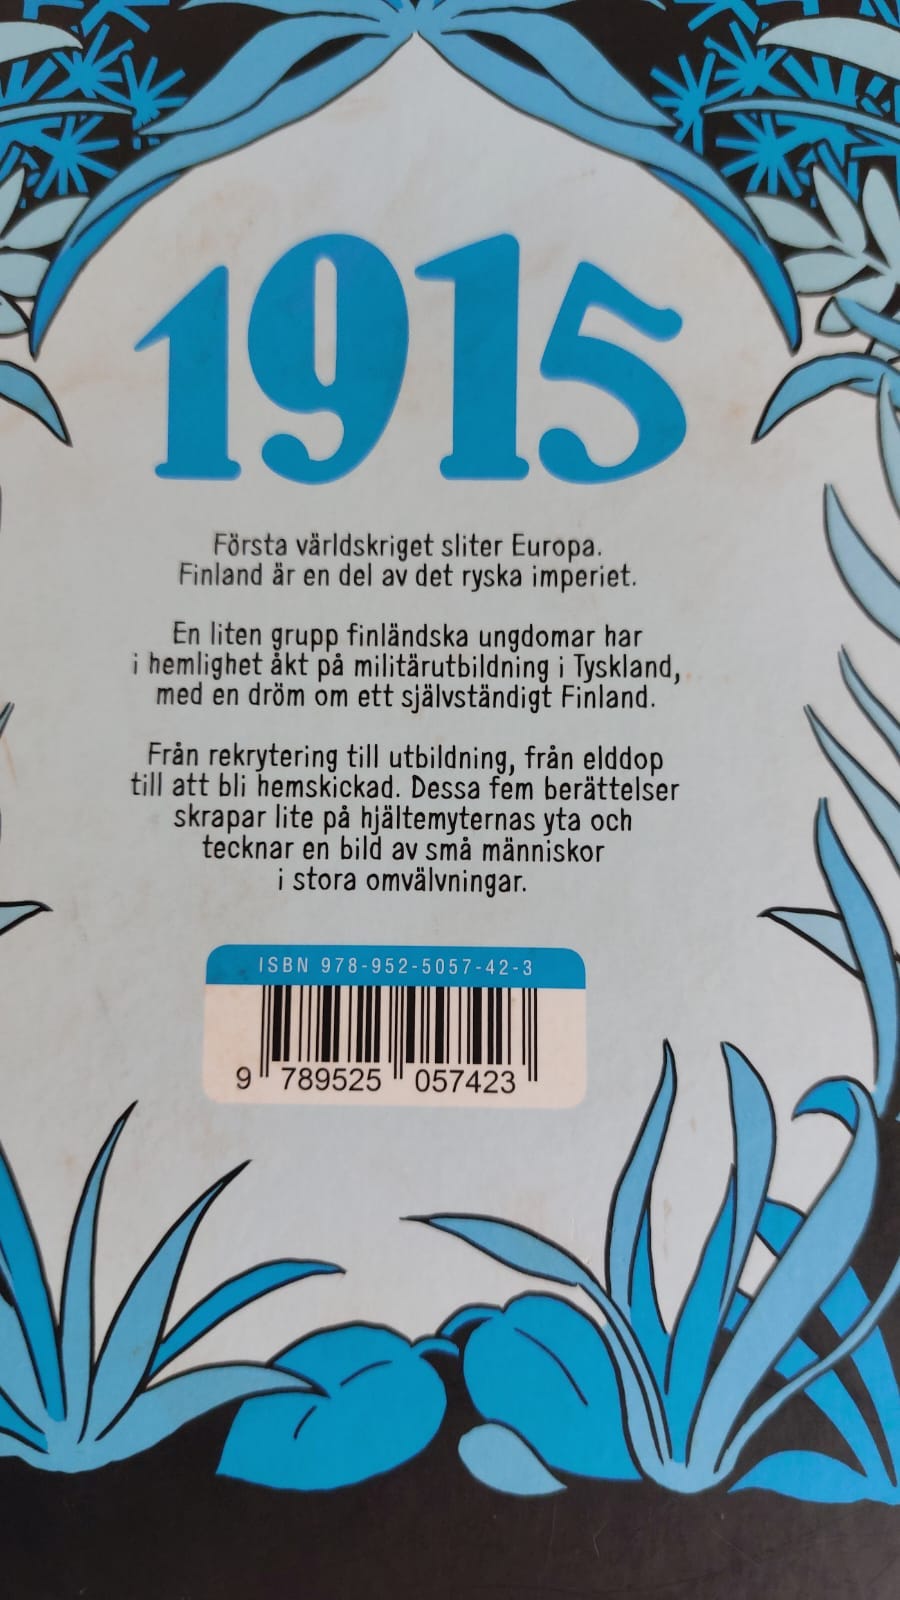 1915
Första världskriget sliter Europa.
Finland är en del av det ryska imperiet.
En liten grupp finländska ungdomar har
i hemlighet åkt på militärutbildning i Tyskland,
med en dröm om ett självständigt Finland.
Från rekrytering till utbildning, från elddop
till att bli hemskickad. Dessa fem berättelser
skrapar lite på hjältemyternas yta och
tecknar en bild av små människor
i stora omvälvningar.
ISBN 978-952-5057-42-3
9 789525 057423